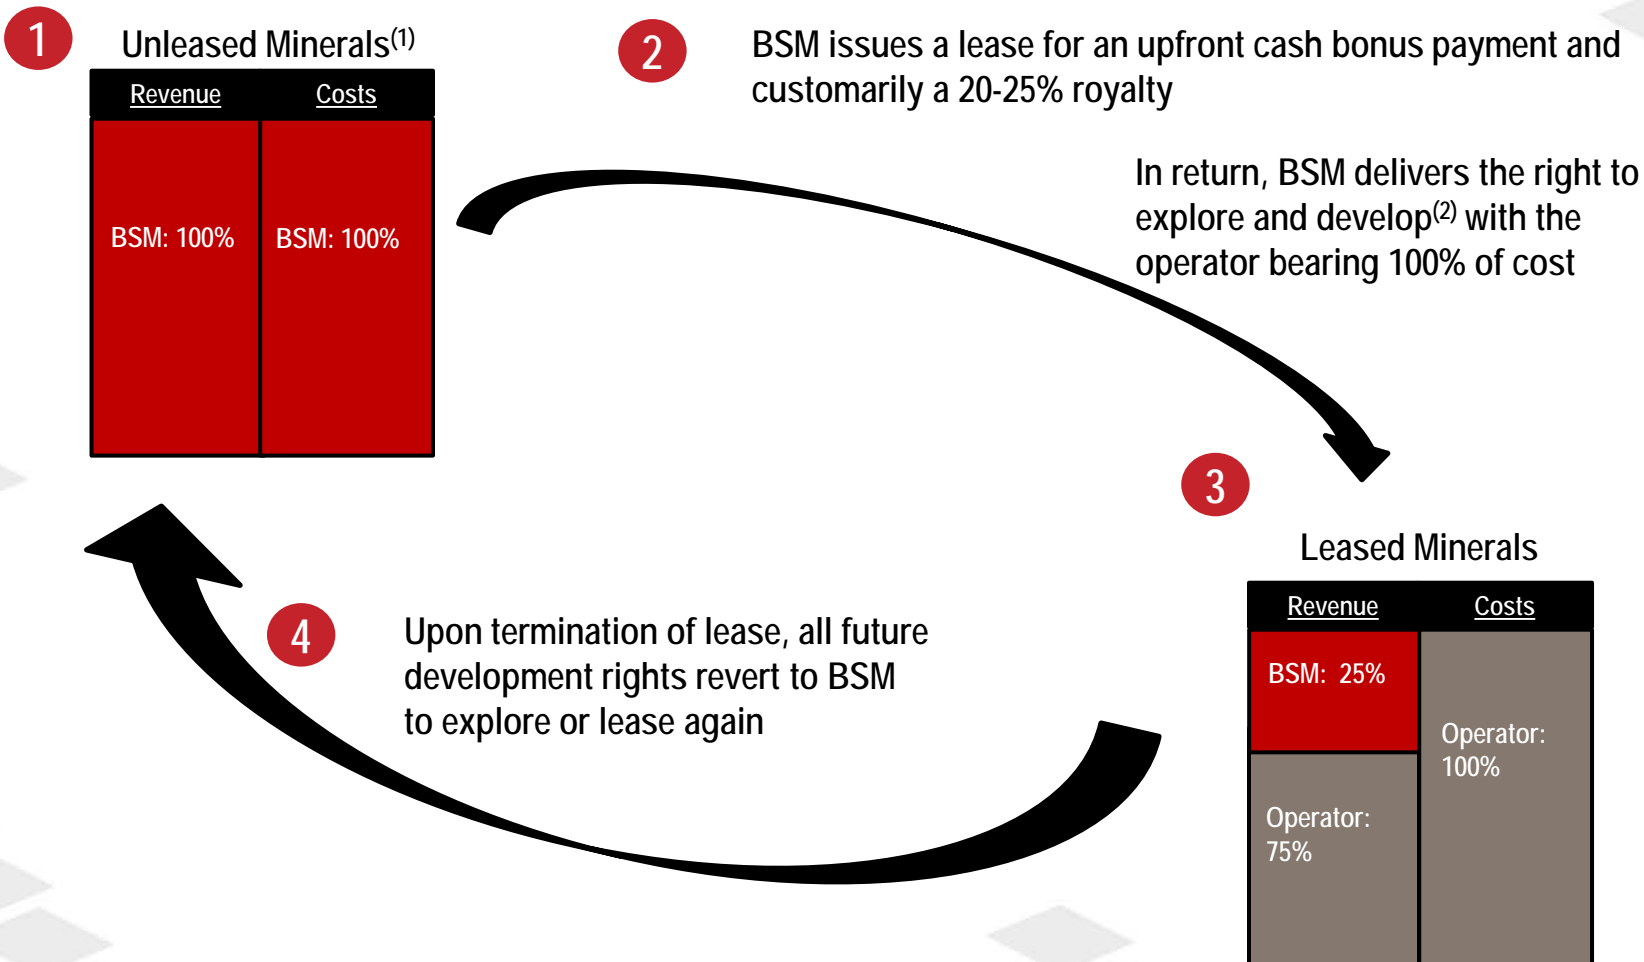 1
Unleased Minerals(1)
Revenue Costs
BSM: 100% BSM: 100%
2
BSM issues a lease for an upfront cash bonus payment and
customarily a 20-25% royalty
In return, BSM delivers the right to
explore and develop(2) with the
operator bearing 100% of cost
3
Leased Minerals
Revenue Costs
BSM: 25%
Operator:
75%
Operator:
100%
4
Upon termination of lease, all future
development rights revert to BSM
to explore or lease again